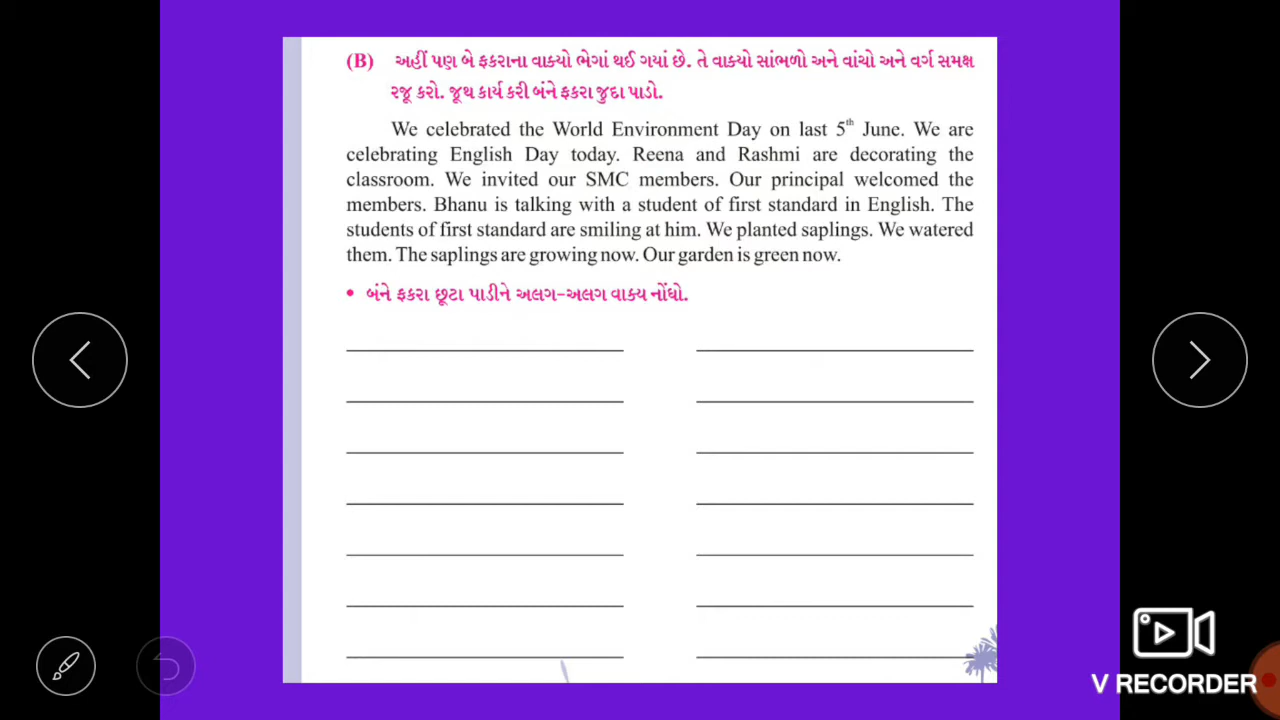 (B) અહીં પણ બે ફકરાના વાક્યો ભેગાં થઈ ગયાં છે. તે વાક્યો સાંભળો અને વાંચો અને વર્ગ સમક્ષ
રજૂ કરો. જૂથ કાર્ય કરી બંને ફકરા જુદા પાડો.
We celebrated the World Environment Day on last 5th June. We are
celebrating English Day today. Reena and Rashmi are decorating the
classroom. We invited our SMC members. Our principal welcomed the
members. Bhanu is talking with a student of first standard in English. The
students of first standard are smiling at him. We planted saplings. We watered
them. The saplings are growing now. Our garden is green now.
• બંને ફકરા છૂટા પાડીને અલગ-અલગ વાક્ય નોંધો.
V RECORDER